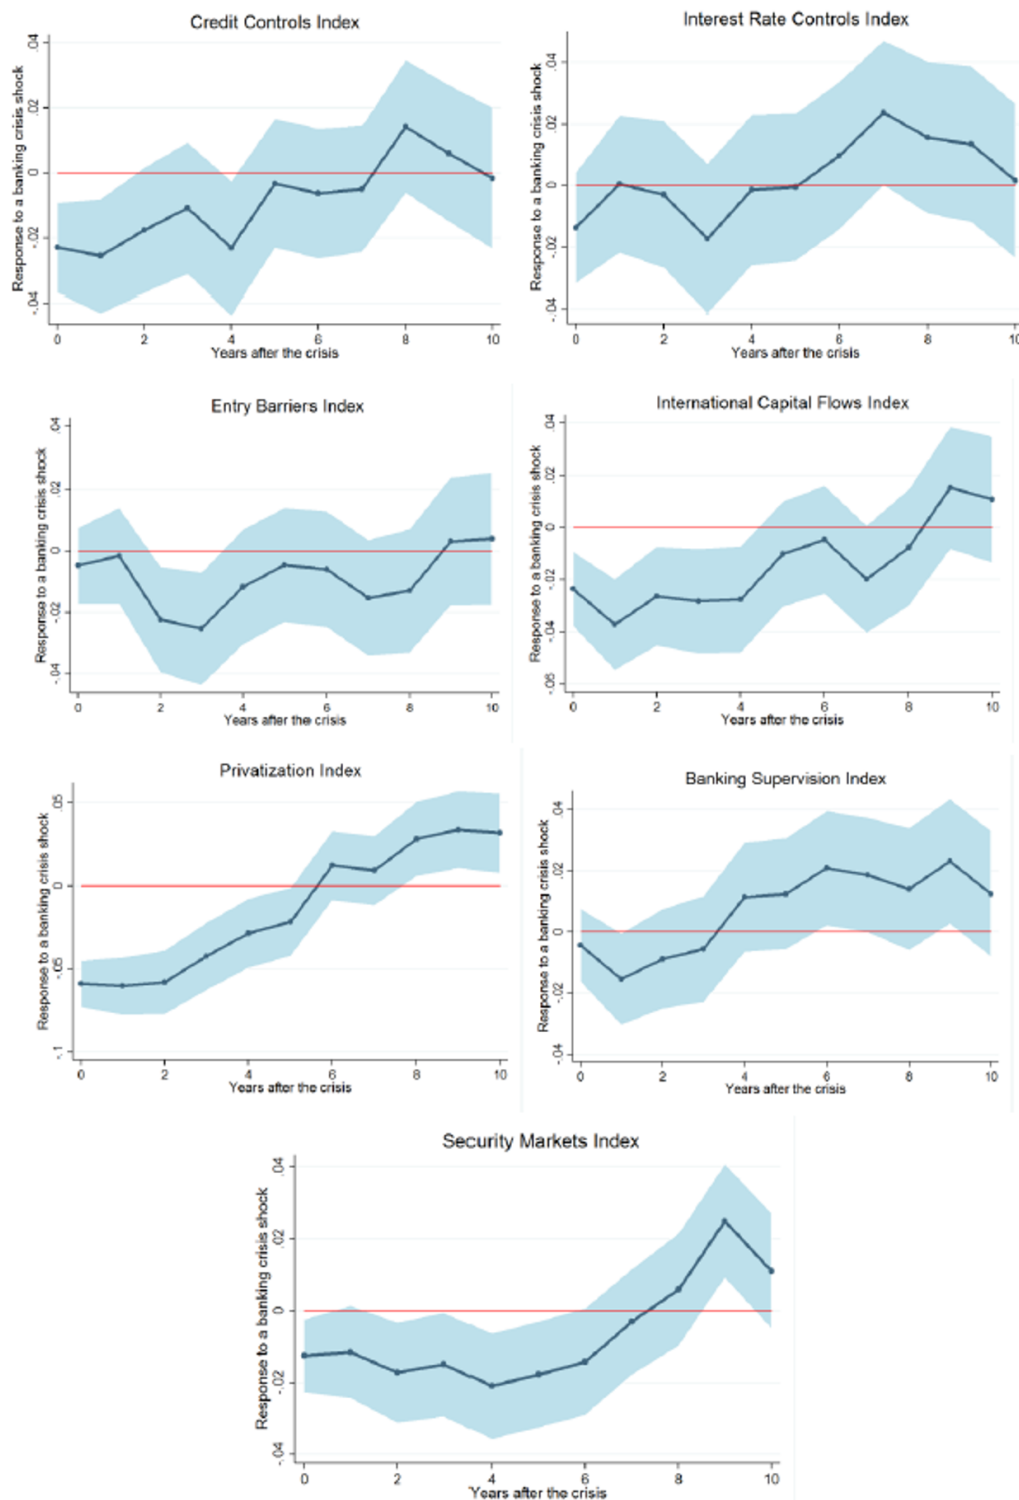 Credit Controls Index
Response to a banking crisis shock
.04
.02
0
-.02
-.04
0 2 4 6 8 10
Years after the crisis
Interest Rate Controls Index
Response to a banking crisis shock
.04
.02
0
-.02
-.04
0 2 4 6 8 10
Years after the crisis
Entry Barriers Index
Response to a banking crisis shock
.04
.02
0
-.02
-.04
0 2 4 6 8 10
Years after the crisis
International Capital Flows Index
Response to a banking crisis shock
.04
.02
0
-.02
-.04
-.06
0 2 4 6 8 10
Years after the crisis
Privatization Index
Response to a banking crisis shock
.05
0
-.05
-.1
0 2 4 6 8 10
Years after the crisis
Banking Supervision Index
Response to a banking crisis shock
.04
.02
0
-.02
-.04
0 2 4 6 8 10
Years after the crisis
Security Markets Index
Response to a banking crisis shock
.04
.02
0
-.02
-.04
0 2 4 6 8 10
Years after the crisis